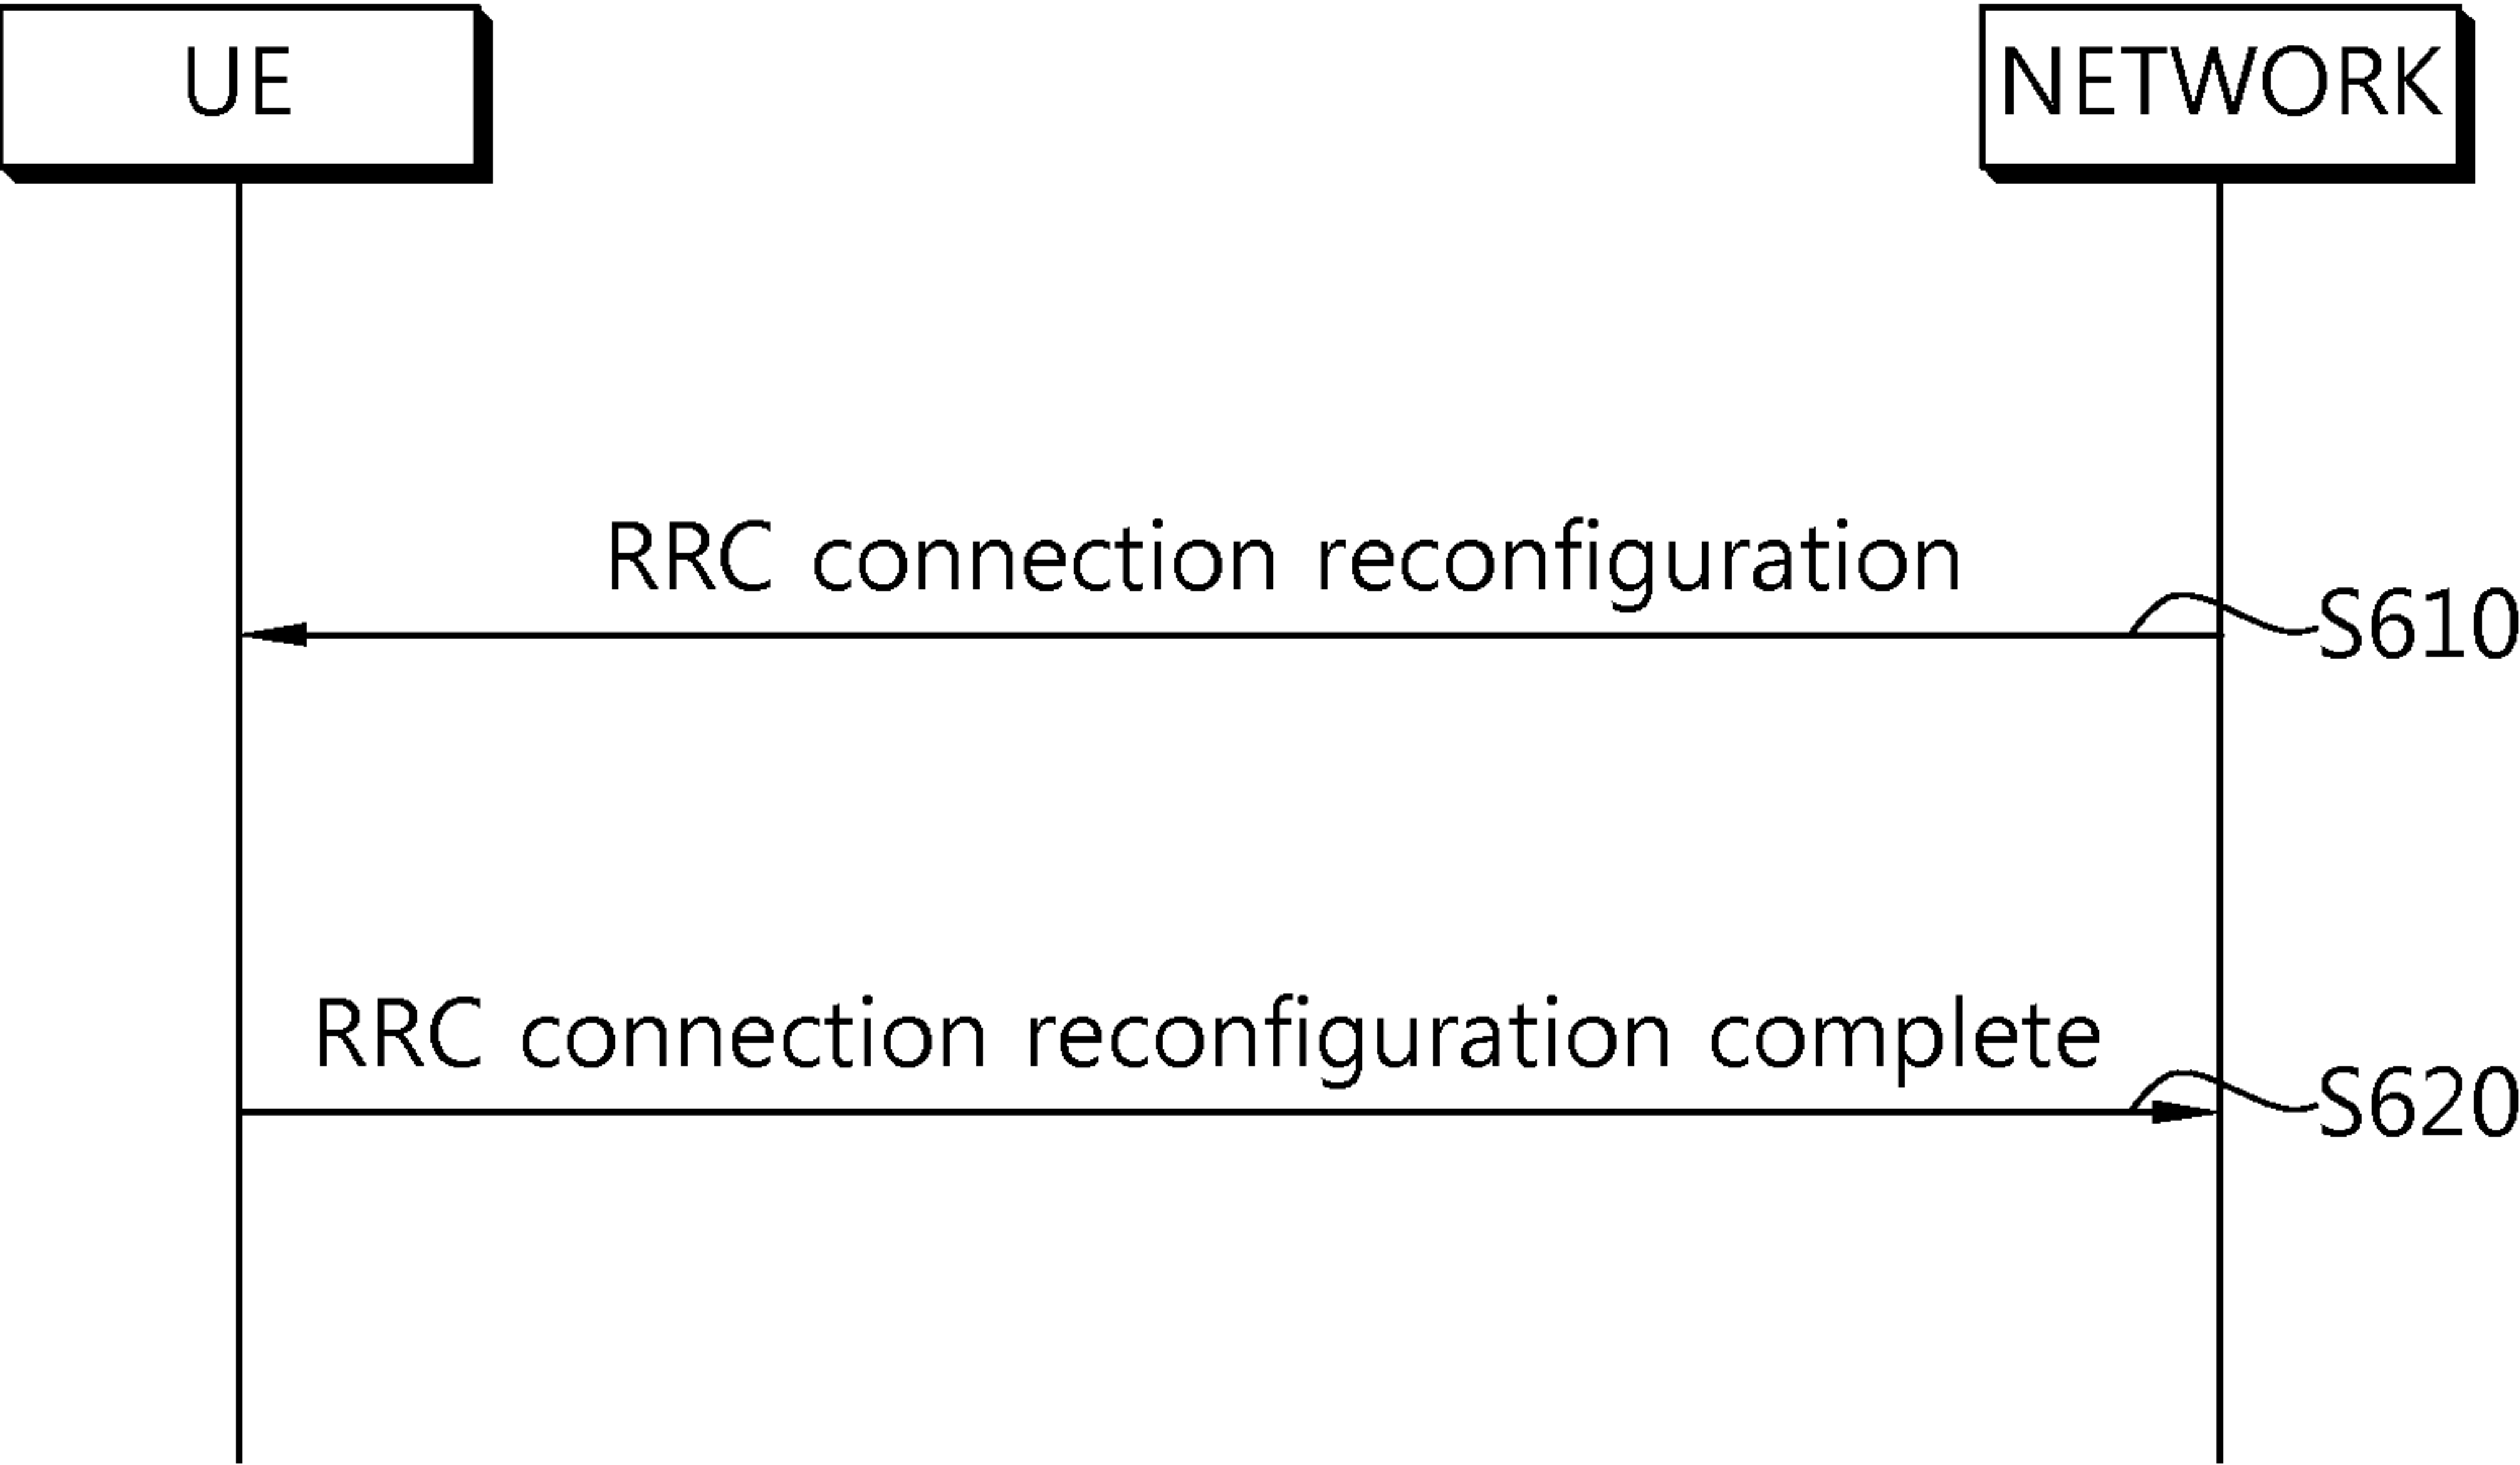 UE
NETWORK
RRC connection reconfiguration
S610
RRC connection reconfiguration complete
S620